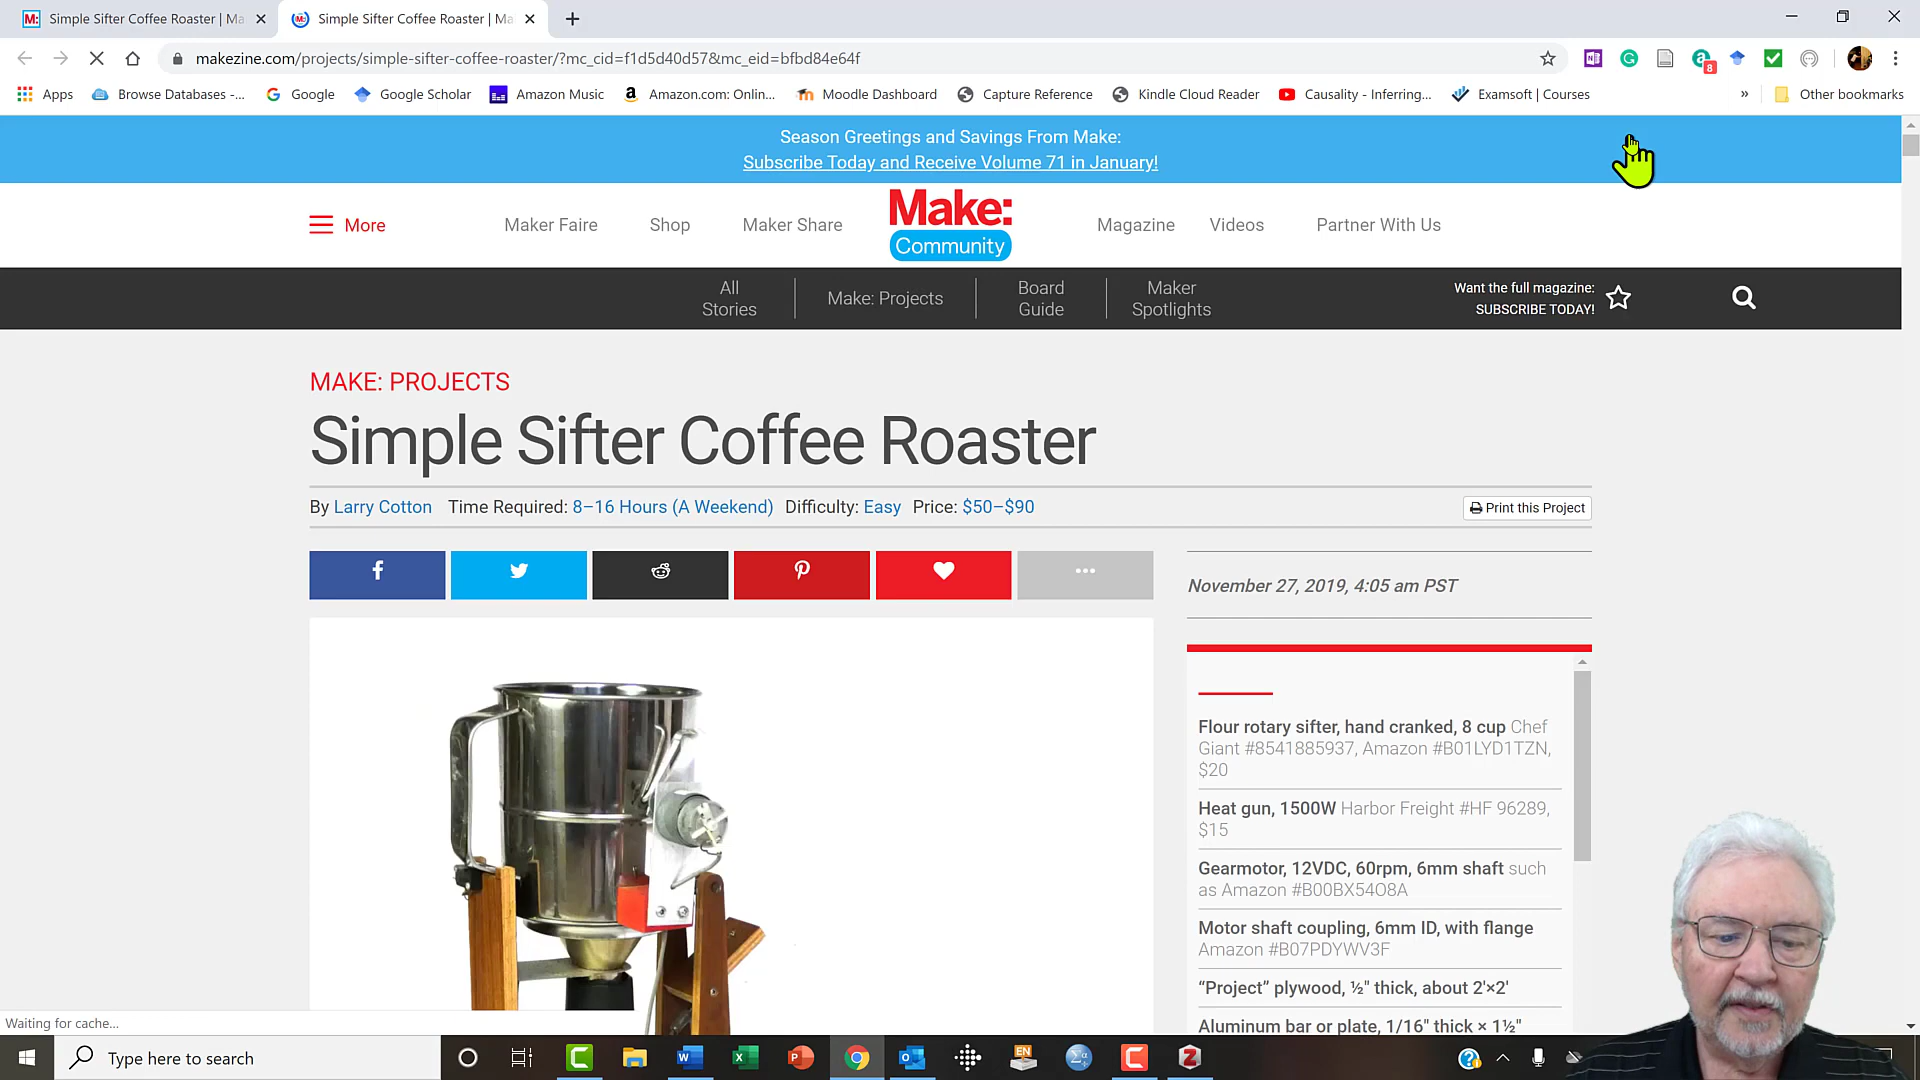 Simple Sifter Coffee Roaster | Ma
Simple Sifter Coffee Roaster | Ma
makezine.com/projects/simple-sifter-coffee-roaster/?mc_cid=f1d5d40d57&mc_eid=bfbd84e64f
8
Apps
Browse Databases -...
Google
Google Scholar
Amazon Music
Amazon.com: Onlin...
Moodle Dashboard
Capture Reference
Kindle Cloud Reader
Causality - Inferring...
Examsoft | Courses
»
Other bookmarks
Season Greetings and Savings From Make:
Subscribe Today and Receive Volume 71 in January!
More
Maker Faire
Shop
Maker Share
Make:
Community
Magazine
Videos
Partner With Us
All
Stories
Make: Projects
Board
Guide
Maker
Spotlights
Want the full magazine:
SUBSCRIBE TODAY!
MAKE: PROJECTS
Simple Sifter Coffee Roaster
By Larry Cotton Time Required: 8–16 Hours (A Weekend) Difficulty: Easy Price: $50–$90
Print this Project
November 27, 2019, 4:05 am PST
Flour rotary sifter, hand cranked, 8 cup Chef
Giant #8541885937, Amazon #B01LYD1TZN,
$20
Heat gun, 1500W Harbor Freight #HF 96289,
$15
Gearmotor, 12VDC, 60rpm, 6mm shaft such
as Amazon #B00BX54O8A
Motor shaft coupling, 6mm ID, with flange
Amazon #B07PDYWV3F
“Project” plywood, ½" thick, about 2'×2'
Aluminum bar or plate, 1/16" thick × 1½"
Waiting for cache...
Type here to search